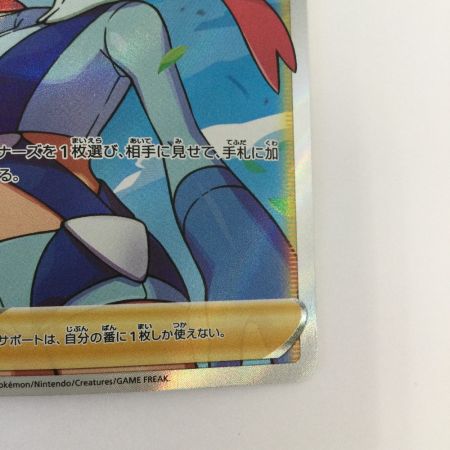 ナーズを1枚選び、相手に見せて、手札に加
る。
サポートは、自分の番に1枚しか使えない。
okémon/Nintendo/Creatures/GAME FREAK.